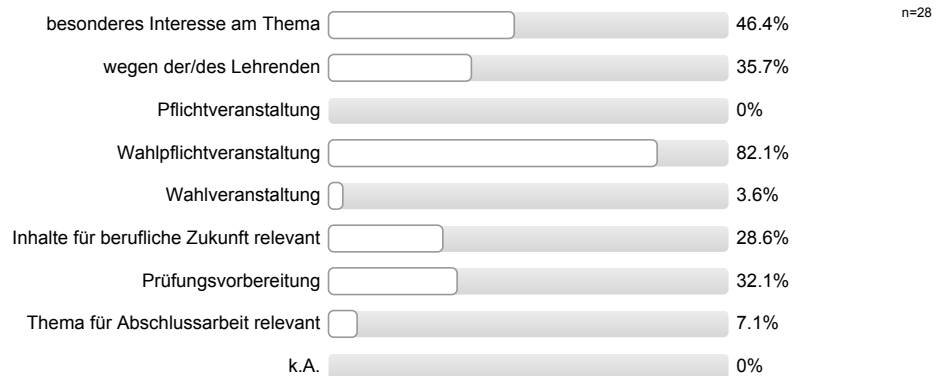 n=28
besonderes Interesse am Thema 46.4%
wegen der/des Lehrenden 35.7%
Pflichtveranstaltung 0%
Wahlpflichtveranstaltung 82.1%
Wahlveranstaltung 3.6%
Inhalte für berufliche Zukunft relevant 28.6%
Prüfungsvorbereitung 32.1%
Thema für Abschlussarbeit relevant 7.1%
k.A. 0%